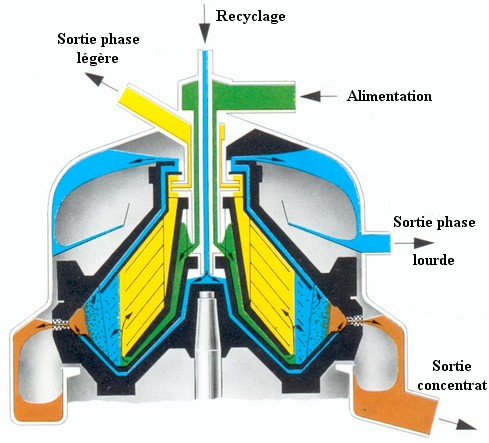 Recyclage
Sortie phase
légère
Alimentation
Sortie phase
lourde
Sortie
concentrat